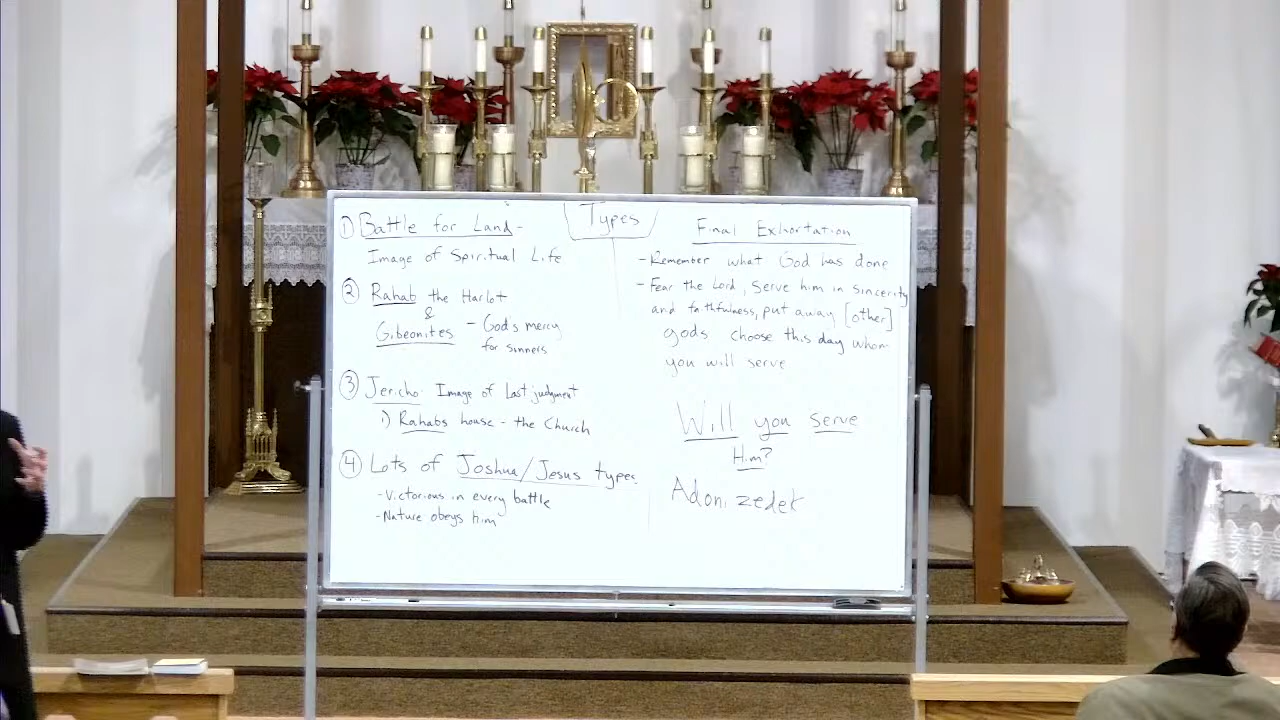 Types
① Battle for Land -
Image of Spiritual Life
② Rahab the Harlot
&
Gibeonites - God's mercy
for sinners
③ Jericho: Image of Last judgment
1) Rahabs house - the Church
④ Lots of Joshua/Jesus types
- Victorious in every battle
- Nature obeys him
Final Exhortation
- Remember what God has done
- Fear the Lord, serve him in sincerity
and faithfulness, put away [other]
gods choose this day whom
you will serve
Will you serve
Him?
Adoni zedek